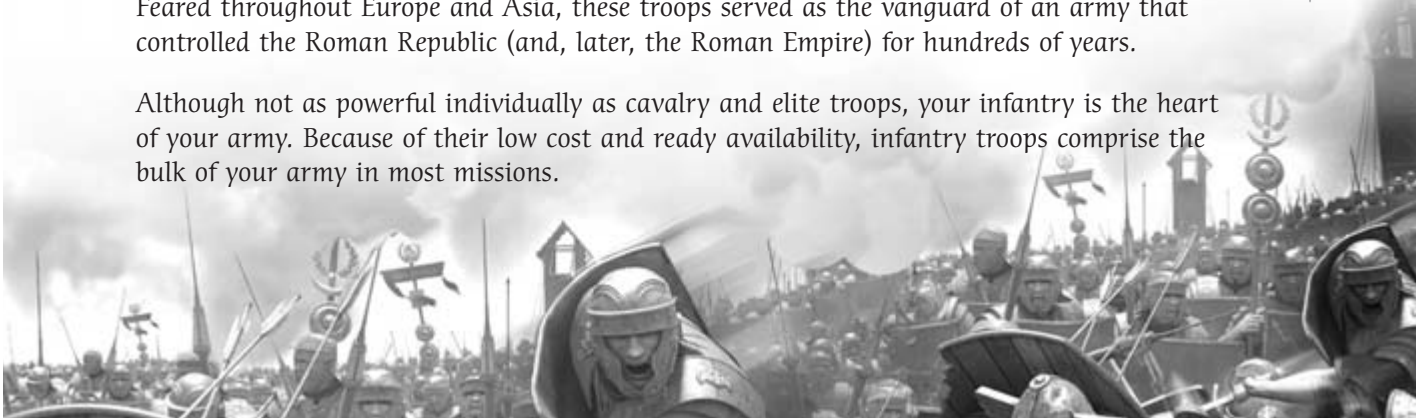 Feared throughout Europe and Asia, these troops served as the vanguard of an army that
controlled the Roman Republic (and, later, the Roman Empire) for hundreds of years.
Although not as powerful individually as cavalry and elite troops, your infantry is the heart
of your army. Because of their low cost and ready availability, infantry troops comprise the
bulk of your army in most missions.